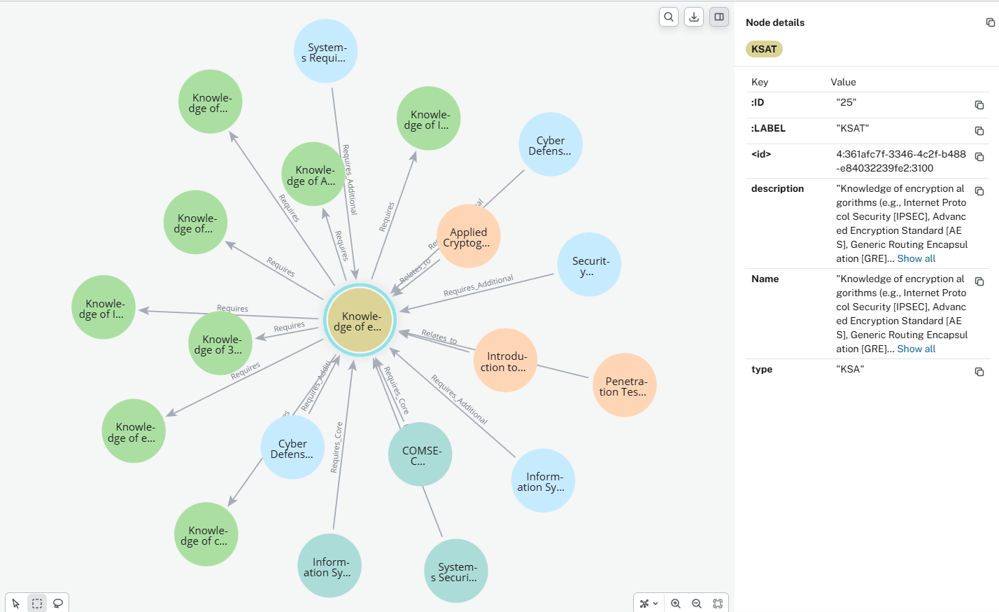 System-
s Requi...
Knowle-
dge of...
Knowle-
dge of I...
Cyber
Defens...
Knowle-
dge of A...
Requires_Additional
Requires
Requires
Requires
Knowle-
dge of...
Applied
Cryptog...
Relates_to
Requires
Securit-
y...
Requires_Additional
Knowle-
dge of I...
Requires
Knowle-
dge of e...
Requires
Knowle-
dge of 3...
Relates_to
Introdu-
ction to...
Penetra-
tion Tes...
Requires
Requires_Additi
Requires_Core
Requires_Additional
Knowle-
dge of e...
Cyber
Defens...
Requires_Core
COMSE-
C...
Inform-
ation Sy...
Knowle-
dge of c...
Inform-
ation Sy...
System-
s Securi...
Node details
KSAT
Key Value
:ID "25"
:LABEL "KSAT"
<id> 4:361afc7f-3346-4c2f-b488
-e84032239fe2:3100
description "Knowledge of encryption al
gorithms (e.g., Internet Proto
col Security [IPSEC], Advanc
ed Encryption Standard [AE
S], Generic Routing Encapsul
ation [GRE]... Show all
Name "Knowledge of encryption al
gorithms (e.g., Internet Proto
col Security [IPSEC], Advanc
ed Encryption Standard [AE
S], Generic Routing Encapsul
ation [GRE]... Show all
type "KSA"